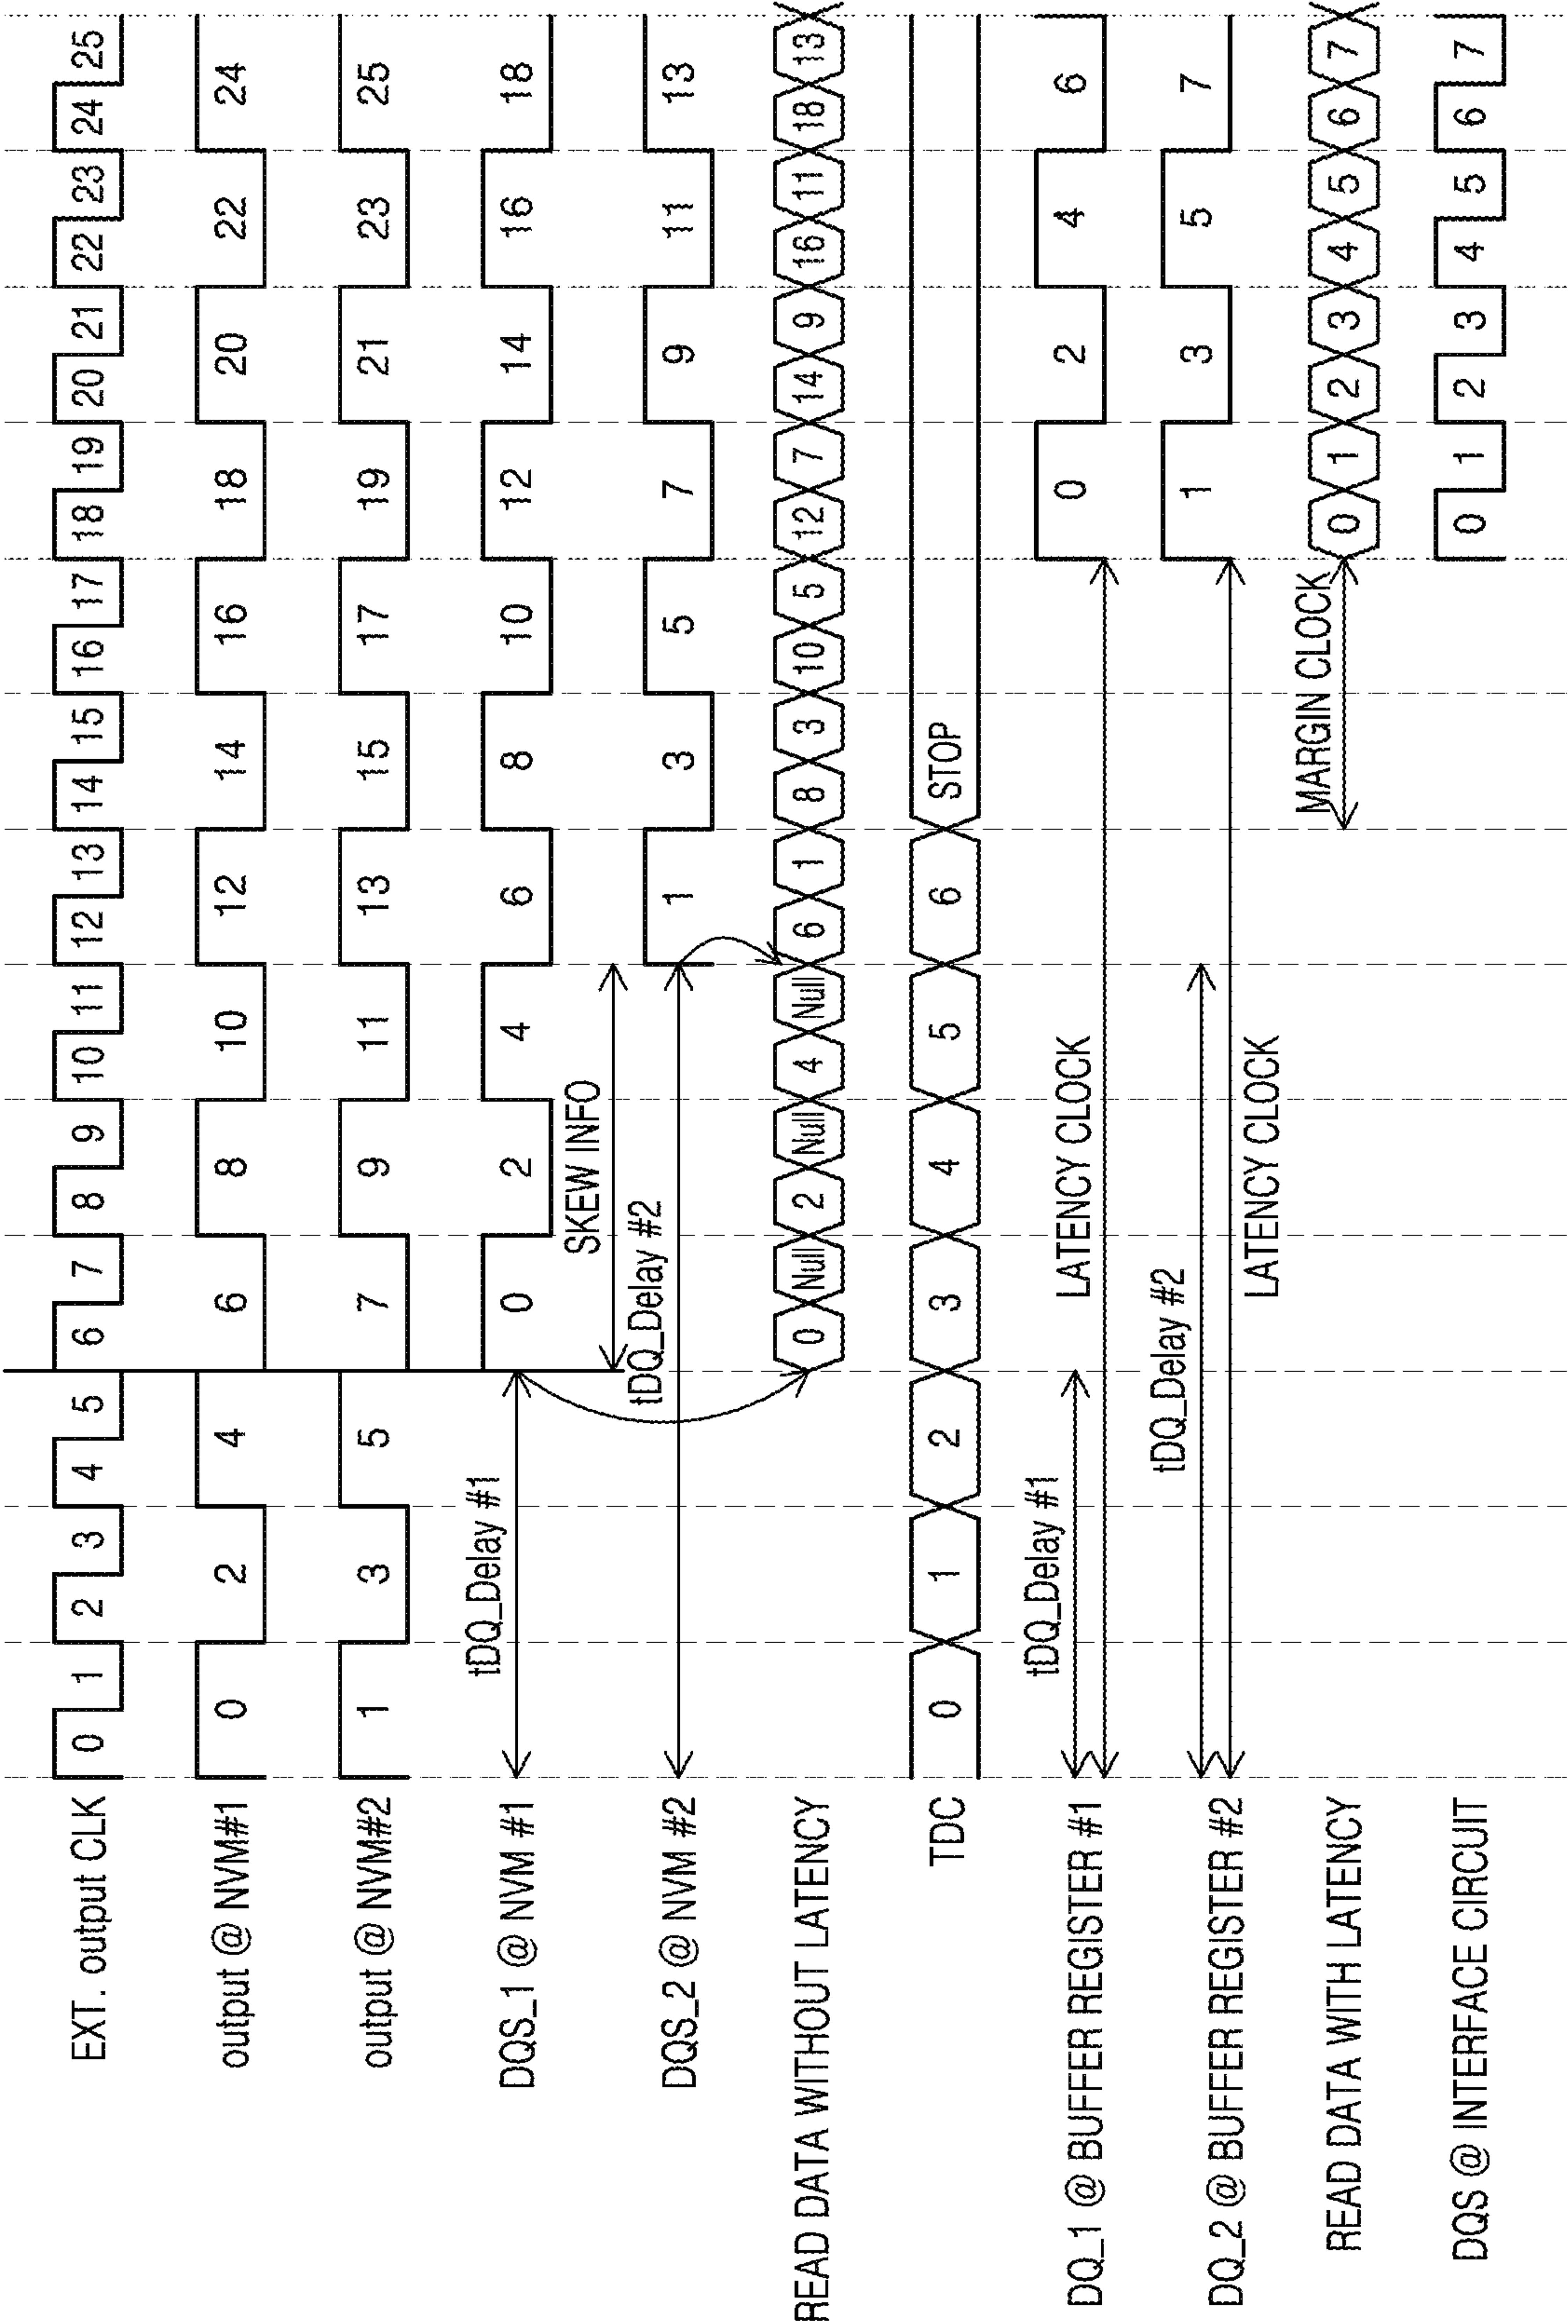 EXT. output CLK 0 1 2 3 4 5 6 7 8 9 10 11 12 13 14 15 16 17 18 19 20 21 22 23 24 25
output @ NVM#1 0 2 4 6 8 10 12 14 16 18 20 22 24
output @ NVM#2 1 3 5 7 9 11 13 15 17 19 21 23 25
tDQ_Delay #1
DQS_1 @ NVM #1 0 2 4 6 8 10 12 14 16 18
SKEW INFO
tDQ_Delay #2
DQS_2 @ NVM #2 1 3 5 7 9 11 13
READ DATA WITHOUT LATENCY 0 Null 2 Null 4 Null 6 1 8 3 10 5 12 7 14 9 16 11 18 13
TDC 0 1 2 3 4 5 6 STOP
tDQ_Delay #1
LATENCY CLOCK
DQ_1 @ BUFFER REGISTER #1 0 2 4 6
tDQ_Delay #2
DQ_2 @ BUFFER REGISTER #2 1 3 5 7
LATENCY CLOCK
MARGIN CLOCK
READ DATA WITH LATENCY 0 1 2 3 4 5 6 7
DQS @ INTERFACE CIRCUIT 0 1 2 3 4 5 6 7